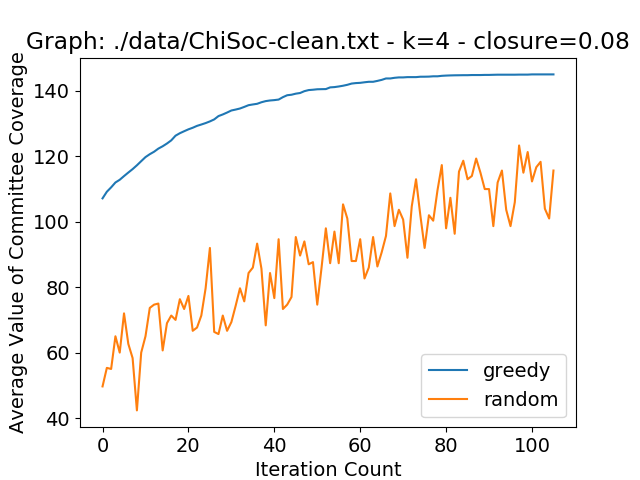 Graph: ./data/ChiSoc-clean.txt - k=4 - closure=0.08
Average Value of Committee Coverage
140
120
100
80
60
40
greedy
random
0 20 40 60 80 100
Iteration Count